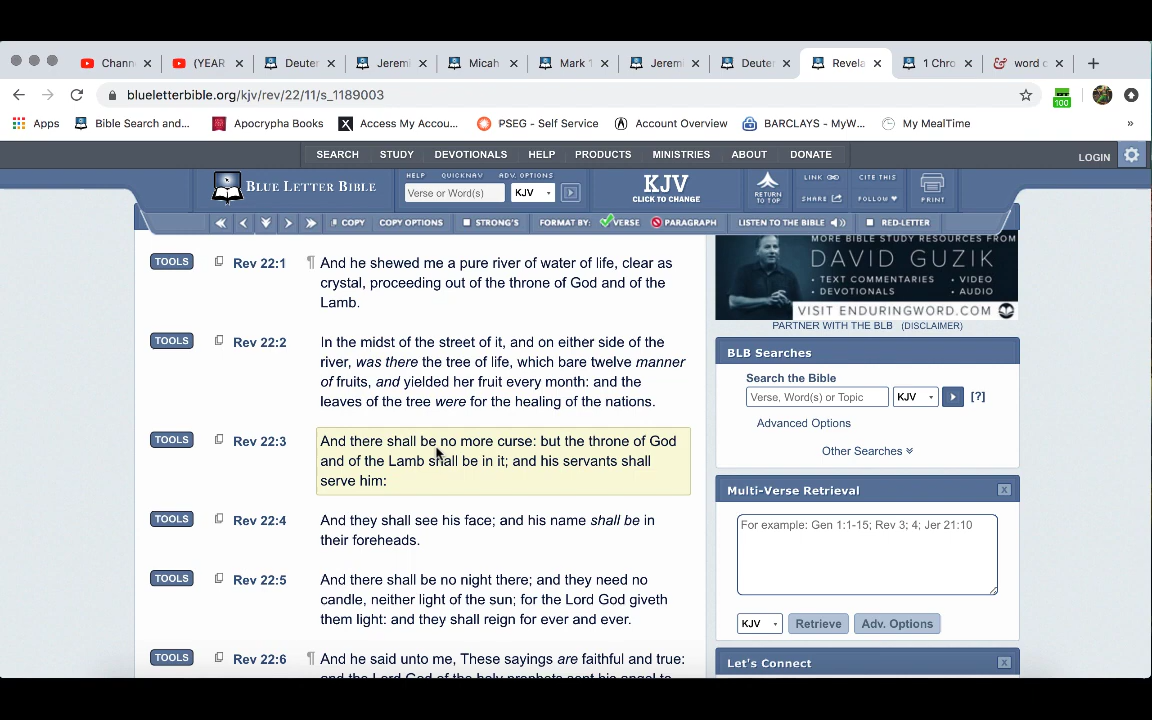 Chann
(YEAR
Deuter
Jeremi
Micah
Mark 1
Jeremi
Deuter
Revela
1 Chro
word c
blueletterbible.org/kjv/rev/22/11/s_1189003
100
Apps
Bible Search and...
Apocrypha Books
Access My Accou...
PSEG - Self Service
Account Overview
BARCLAYS - MyW...
My MealTime
»
SEARCH STUDY DEVOTIONALS HELP PRODUCTS MINISTRIES ABOUT DONATE
LOGIN
BLUE LETTER BIBLE
HELP QUICKNAV ADV. OPTIONS
Verse or Word(s)
KJV
KJV
CLICK TO CHANGE
RETURN
TO TOP
LINK
CITE THIS
SHARE
FOLLOW
PRINT
COPY COPY OPTIONS STRONG'S FORMAT BY: VERSE PARAGRAPH LISTEN TO THE BIBLE RED-LETTER
TOOLS Rev 22:1 ¶ And he shewed me a pure river of water of life, clear as
crystal, proceeding out of the throne of God and of the
Lamb.
TOOLS Rev 22:2 In the midst of the street of it, and on either side of the
river, was there the tree of life, which bare twelve manner
of fruits, and yielded her fruit every month: and the
leaves of the tree were for the healing of the nations.
TOOLS Rev 22:3 And there shall be no more curse: but the throne of God
and of the Lamb shall be in it; and his servants shall
serve him:
TOOLS Rev 22:4 And they shall see his face; and his name shall be in
their foreheads.
TOOLS Rev 22:5 And there shall be no night there; and they need no
candle, neither light of the sun; for the Lord God giveth
them light: and they shall reign for ever and ever.
TOOLS Rev 22:6 ¶ And he said unto me, These sayings are faithful and true:
and the Lord God of the holy prophets sent his angel to
MORE BIBLE STUDY RESOURCES FROM
DAVID GUZIK
• TEXT COMMENTARIES • VIDEO
• DEVOTIONALS • AUDIO
VISIT ENDURINGWORD.COM
PARTNER WITH THE BLB (DISCLAIMER)
BLB Searches
Search the Bible
Verse, Word(s) or Topic
KJV
[?]
Advanced Options
Other Searches
Multi-Verse Retrieval
For example: Gen 1:1-15; Rev 3; 4; Jer 21:10
KJV
Retrieve
Adv. Options
Let's Connect